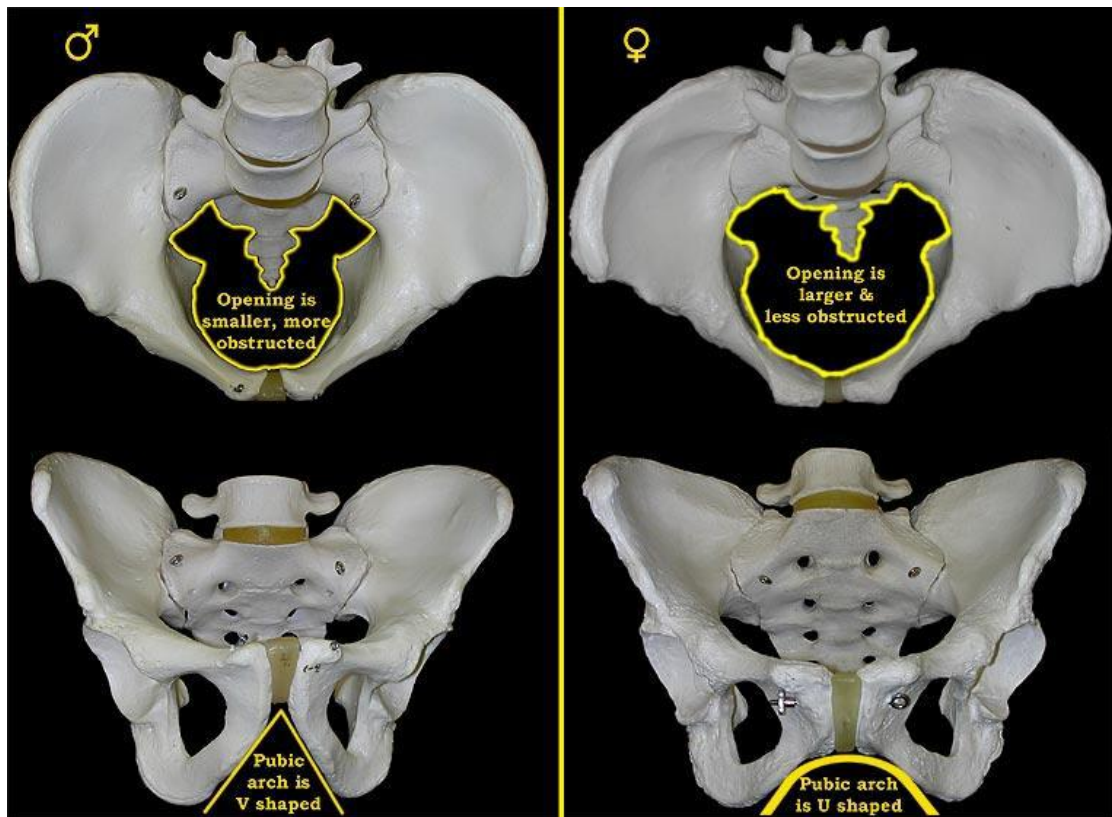 ♂
♀
Opening is
smaller, more
obstructed
Opening is
larger &
less obstructed
Pubic
arch is
V shaped
Pubic arch
is U shaped